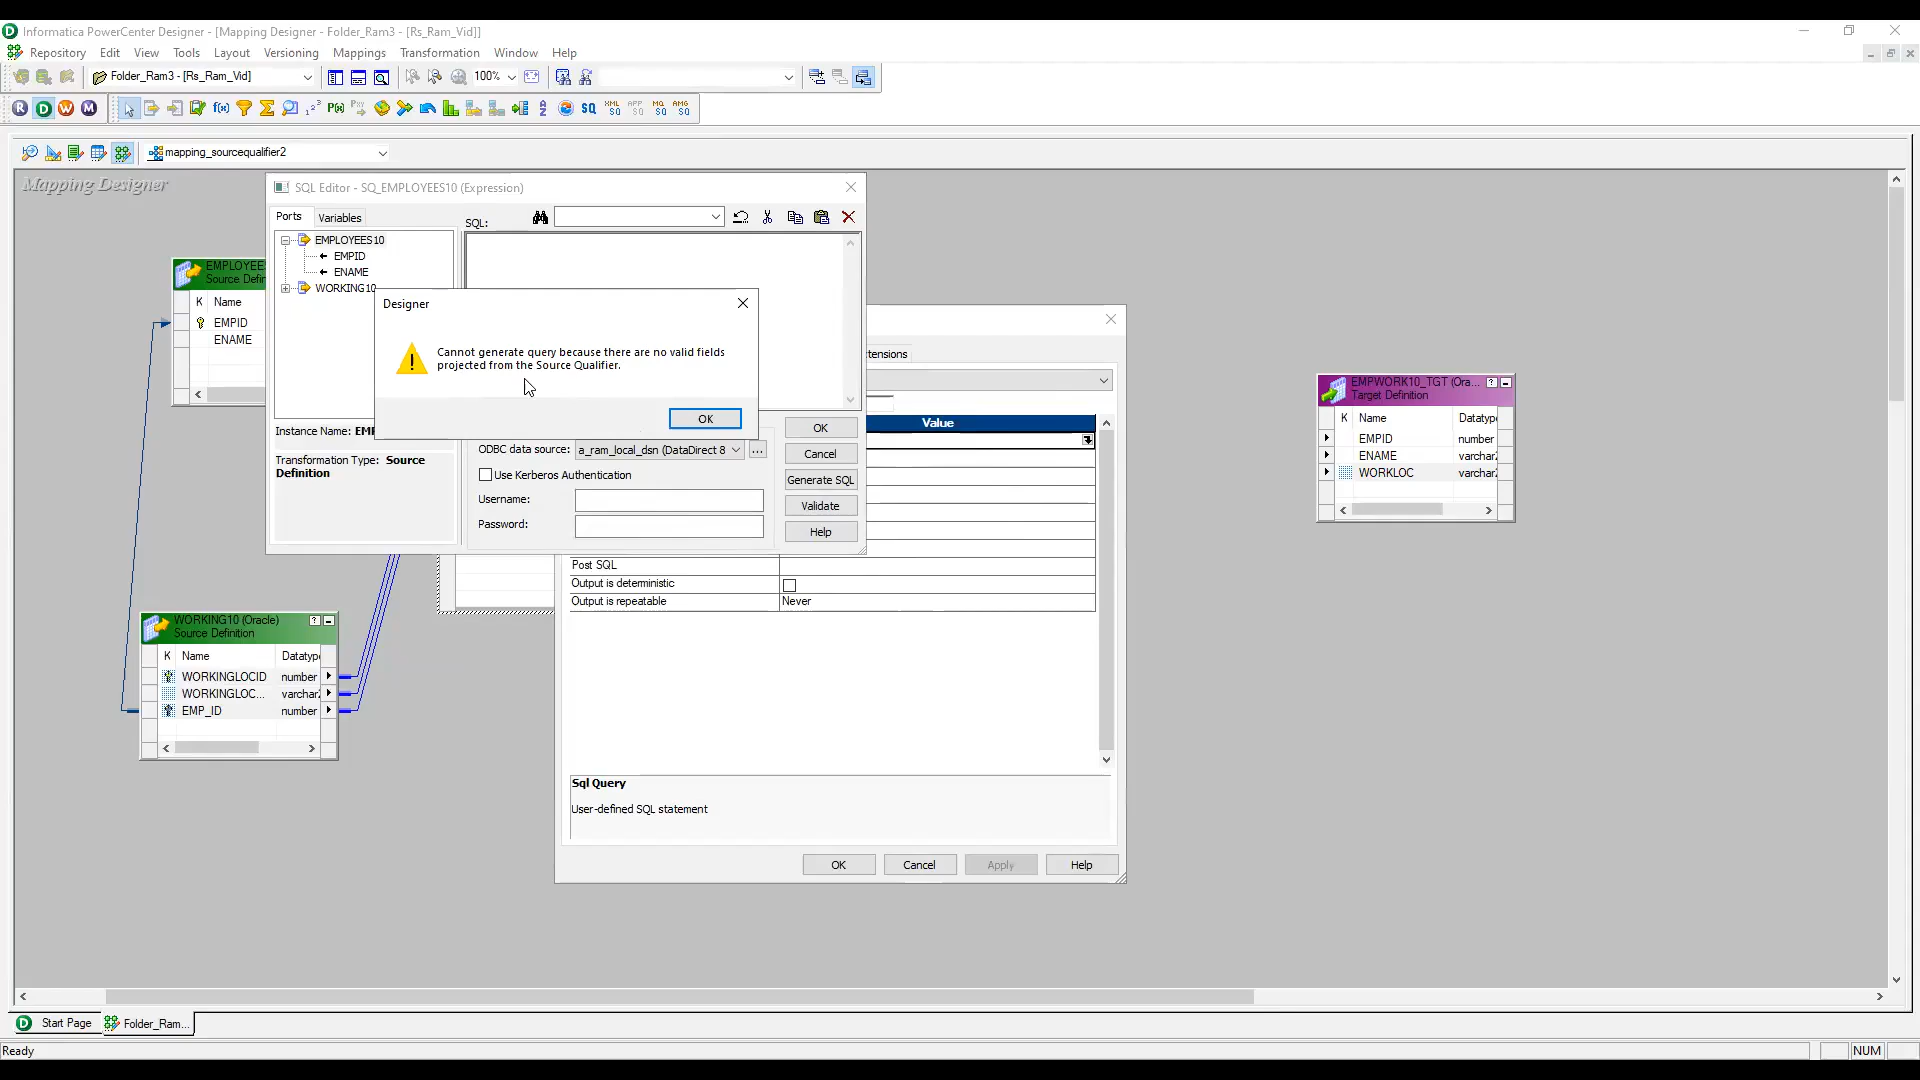 Informatica PowerCenter Designer - [Mapping Designer - Folder_Ram3 - [Rs_Ram_Vid]]
Repository Edit View Tools Layout Versioning Mappings Transformation Window Help
Folder_Ram3 - [Rs_Ram_Vid] 100%
mapping_sourcequalifier2
Mapping Designer
SQL Editor - SQ_EMPLOYEES10 (Expression)
Ports Variables SQL:
EMPLOYEES10
EMPID
ENAME
WORKING10
Designer
Cannot generate query because there are no valid fields
projected from the Source Qualifier.
OK
Instance Name:
Transformation Type: Source
Definition
ODBC data source: a_ram_local_dsn (DataDirect 8
Use Kerberos Authentication
Username:
Password:
OK
Cancel
Generate SQL
Validate
Help
K Name
EMPID
ENAME
WORKING10 (Oracle)
Source Definition
K Name Datatyp
WORKINGLOCID number
WORKINGLOC... varchar
EMP_ID number
Value
Post SQL
Output is deterministic
Output is repeatable Never
Sql Query
User-defined SQL statement
OK Cancel Apply Help
EMPWORK10_TGT (Ora...
Target Definition
K Name Datatyp
EMPID number
ENAME varchar
WORKLOC varchar
Start Page Folder_Ram...
Ready NUM